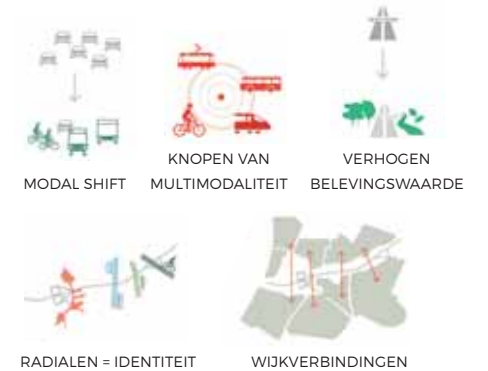 MODAL SHIFT
KNOPEN VAN
MULTIMODALITEIT
VERHOGEN
BELEVINGSWAARDE
RADIALEN = IDENTITEIT
WIJKVERBINDINGEN